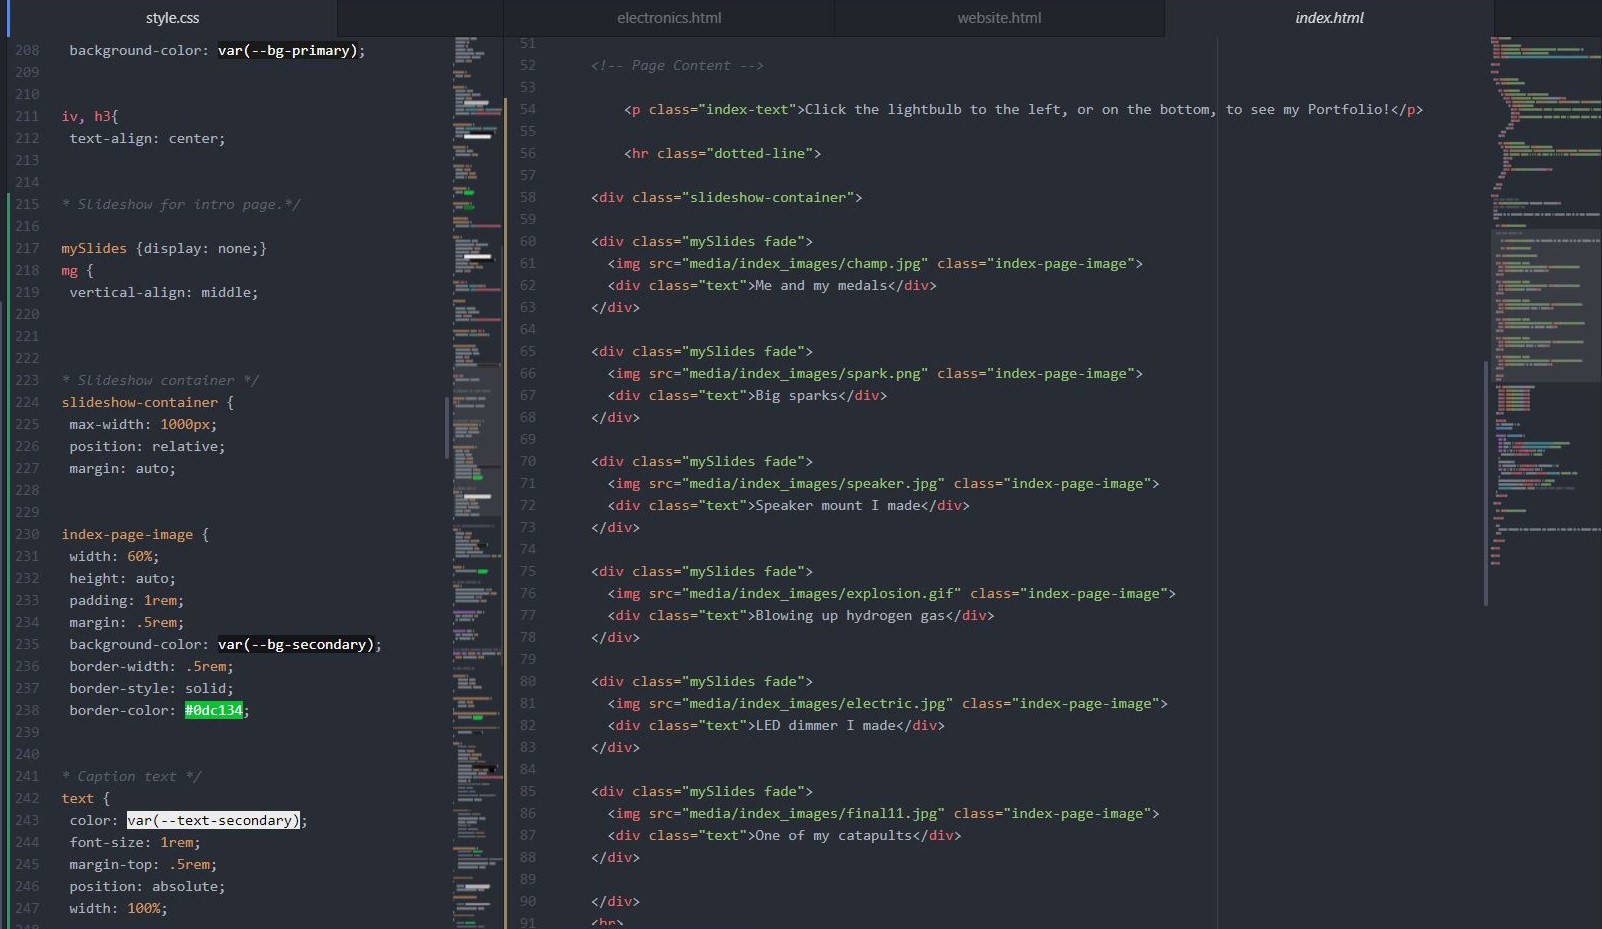 style.css
electronics.html
website.html
index.html
208 background-color: var(--bg-primary);
209
210
211 iv, h3{
212 text-align: center;
213
214
215 * Slideshow for intro page.*/
216
217 mySlides {display: none;}
218 mg {
219 vertical-align: middle;
220
221
222
223 * Slideshow container */
224 slideshow-container {
225 max-width: 1000px;
226 position: relative;
227 margin: auto;
228
229
230 index-page-image {
231 width: 60%;
232 height: auto;
233 padding: 1rem;
234 margin: .5rem;
235 background-color: var(--bg-secondary);
236 border-width: .5rem;
237 border-style: solid;
238 border-color: #0dc134;
239
240
241 * Caption text */
242 text {
243 color: var(--text-secondary);
244 font-size: 1rem;
245 margin-top: .5rem;
246 position: absolute;
247 width: 100%;
51
52 <!-- Page Content -->
53
54 <p class="index-text">Click the lightbulb to the left, or on the bottom, to see my Portfolio!</p>
55
56 <hr class="dotted-line">
57
58 <div class="slideshow-container">
59
60 <div class="mySlides fade">
61 <img src="media/index_images/champ.jpg" class="index-page-image">
62 <div class="text">Me and my medals</div>
63 </div>
64
65 <div class="mySlides fade">
66 <img src="media/index_images/spark.png" class="index-page-image">
67 <div class="text">Big sparks</div>
68 </div>
69
70 <div class="mySlides fade">
71 <img src="media/index_images/speaker.jpg" class="index-page-image">
72 <div class="text">Speaker mount I made</div>
73 </div>
74
75 <div class="mySlides fade">
76 <img src="media/index_images/explosion.gif" class="index-page-image">
77 <div class="text">Blowing up hydrogen gas</div>
78 </div>
79
80 <div class="mySlides fade">
81 <img src="media/index_images/electric.jpg" class="index-page-image">
82 <div class="text">LED dimmer I made</div>
83 </div>
84
85 <div class="mySlides fade">
86 <img src="media/index_images/final11.jpg" class="index-page-image">
87 <div class="text">One of my catapults</div>
88 </div>
89
90 </div>
91 <hr>